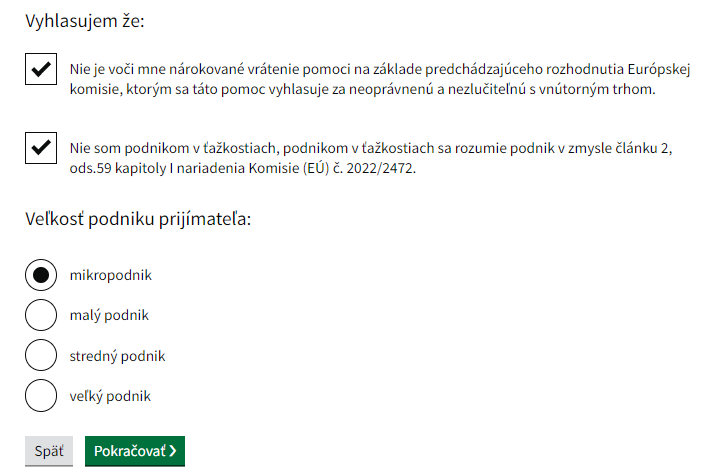 Vyhlasujem že:
Nie je voči mne nárokované vrátenie pomoci na základe predchádzajúceho rozhodnutia Európskej
komisie, ktorým sa táto pomoc vyhlasuje za neoprávnenú a nezlučiteľnú s vnútorným trhom.
Nie som podnikom v ťažkostiach, podnikom v ťažkostiach sa rozumie podnik v zmysle článku 2,
ods.59 kapitoly I nariadenia Komisie (EÚ) č. 2022/2472.
Veľkosť podniku prijímateľa:
mikropodnik
malý podnik
stredný podnik
veľký podnik
Späť
Pokračovať